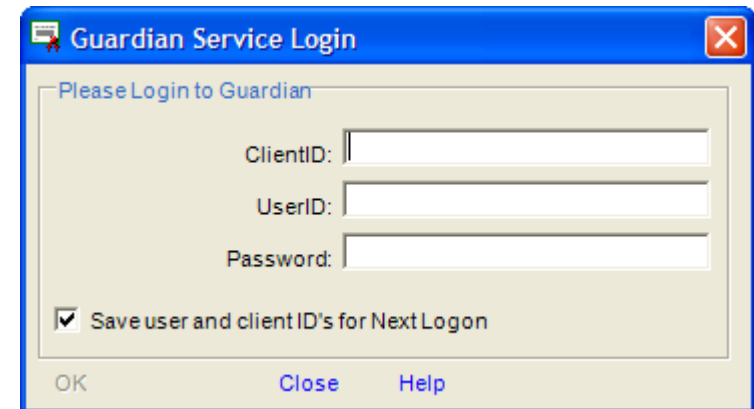 Guardian Service Login
Please Login to Guardian
ClientID:
UserID:
Password:
Save user and client ID's for Next Logon
OK Close Help